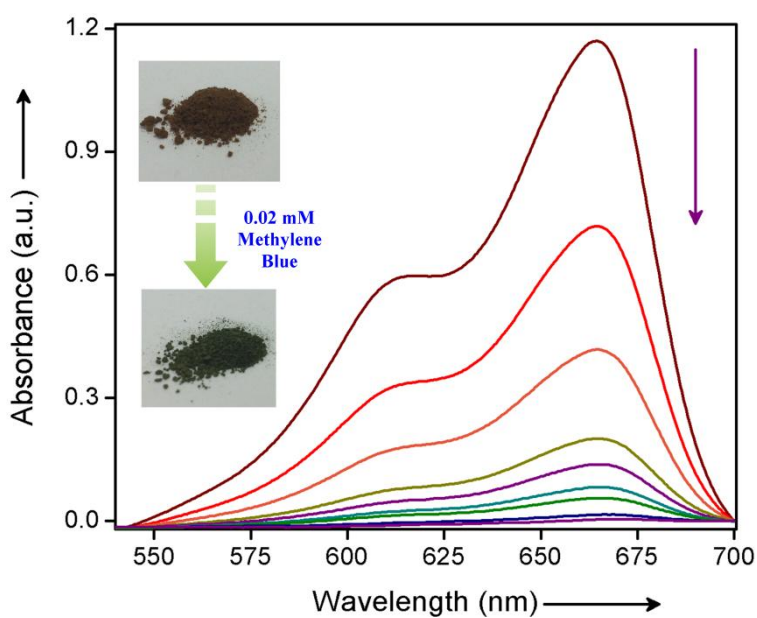 1.2
0.9
0.6
0.3
0.0
Absorbance (a.u.)
0.02 mM
Methylene
Blue
550 575 600 625 650 675 700
Wavelength (nm)